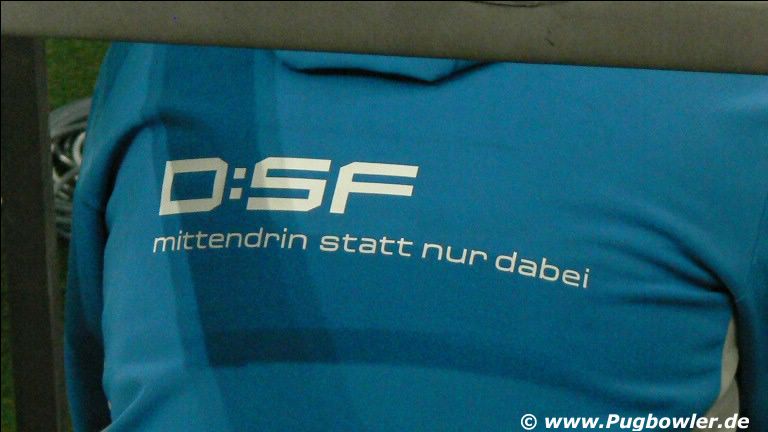 D:SF
mittendrin statt nur dabei
© www.Pugbowler.de